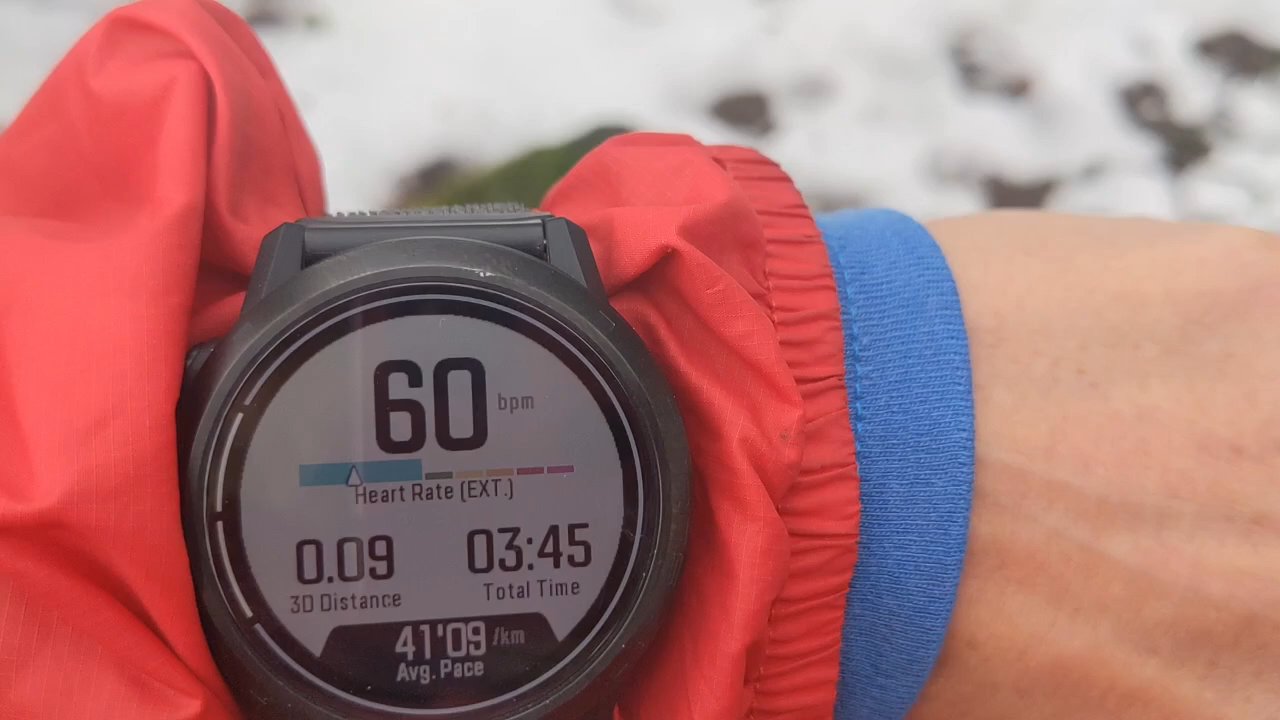 60 bpm
Heart Rate (EXT.)
0.09 03:45
3D Distance Total Time
41'09 /km
Avg. Pace